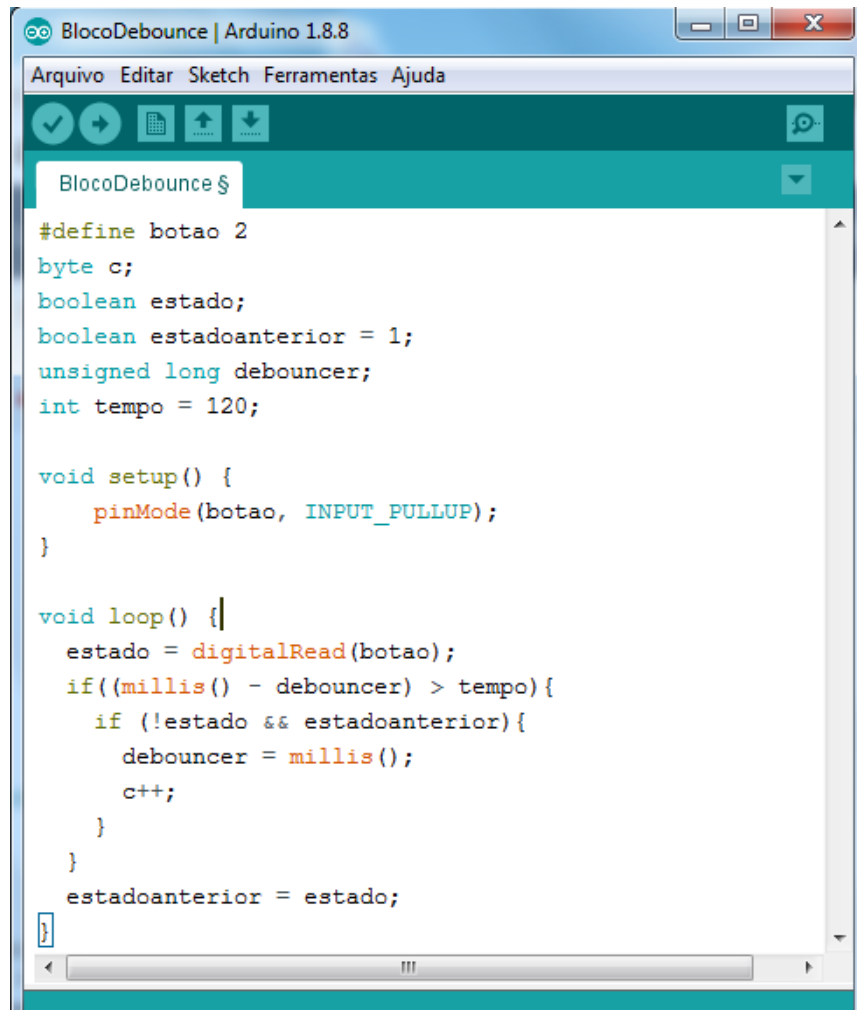 BlocoDebounce | Arduino 1.8.8
Arquivo Editar Sketch Ferramentas Ajuda
BlocoDebounce §
#define botao 2
byte c;
boolean estado;
boolean estadoanterior = 1;
unsigned long debouncer;
int tempo = 120;
void setup() {
    pinMode(botao, INPUT_PULLUP);
}
void loop() {
  estado = digitalRead(botao);
  if((millis() - debouncer) > tempo){
    if (!estado && estadoanterior){
      debouncer = millis();
      c++;
    }
  }
  estadoanterior = estado;
}